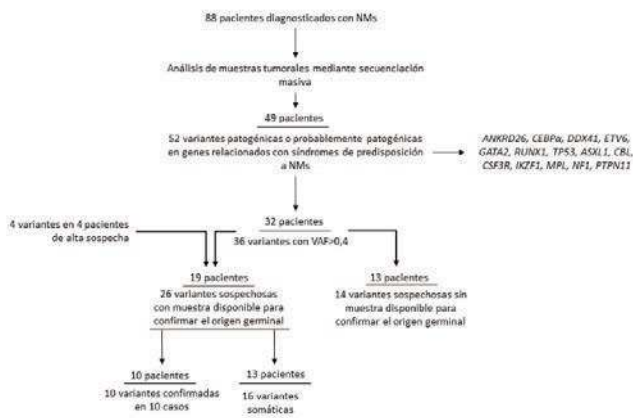 88 pacientes diagnosticados con NMs
Análisis de muestras tumorales mediante secuenciación
masiva
49 pacientes
52 variantes patogénicas o probablemente patogénicas
en genes relacionados con síndromes de predisposición
a NMs
ANKRD26, CEBPα, DDX41, ETV6,
GATA2, RUNX1, TP53, ASXL1, CBL,
CSF3R, IKZF1, MPL, NF1, PTPN11
4 variantes en 4 pacientes
de alta sospecha
32 pacientes
36 variantes con VAF>0,4
19 pacientes
26 variantes sospechosas
con muestra disponible para
confirmar el origen germinal
13 pacientes
14 variantes sospechosas sin
muestra disponible para
confirmar el origen germinal
10 pacientes
10 variantes confirmadas
en 10 casos
13 pacientes
16 variantes
somáticas